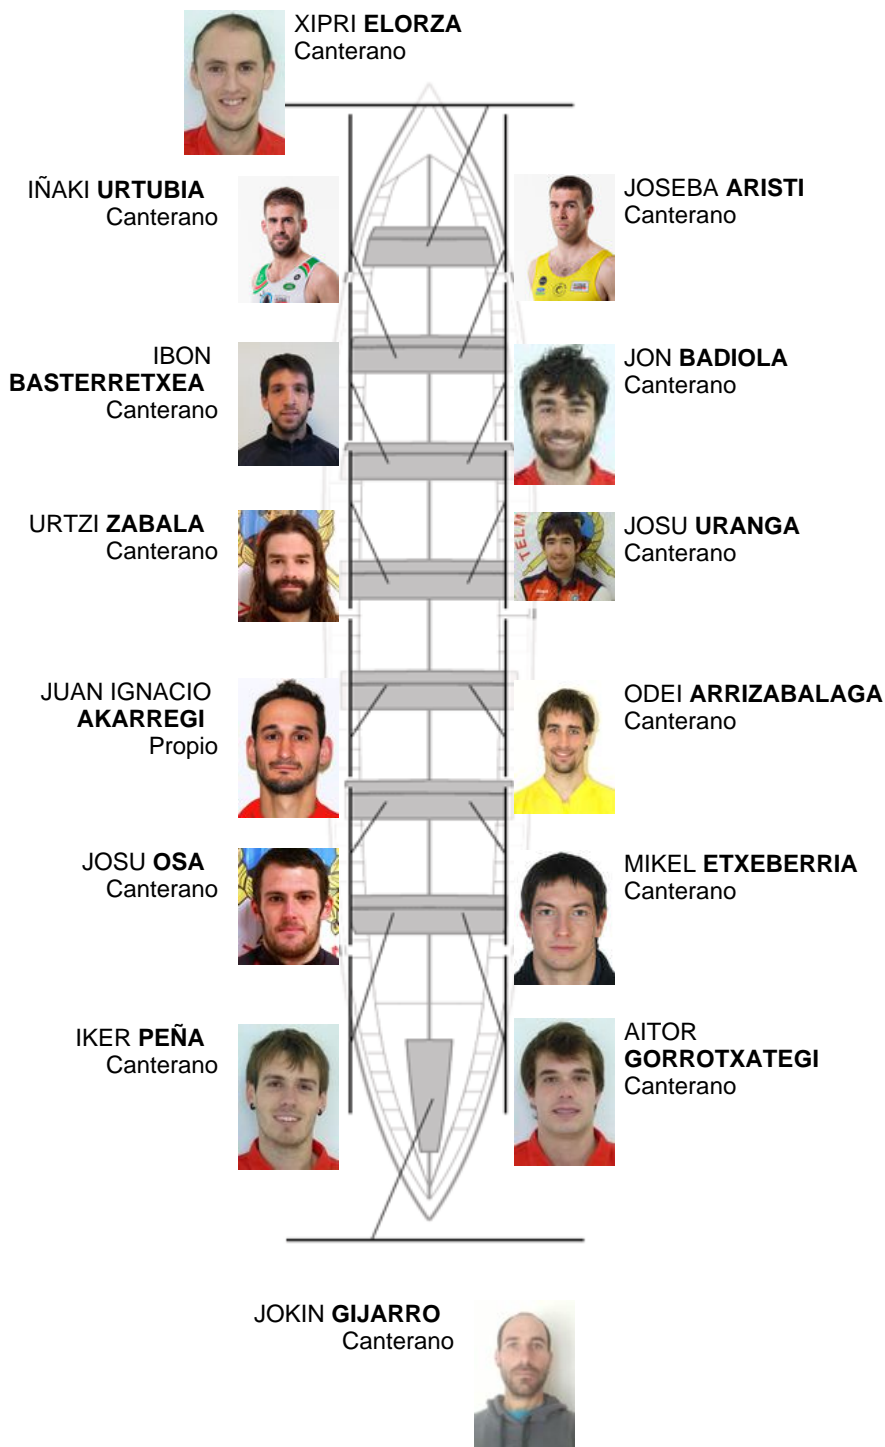 XIPRI ELORZA
Canterano
IÑAKI URTUBIA
Canterano
JOSEBA ARISTI
Canterano
IBON
BASTERRETXEA
Canterano
JON BADIOLA
Canterano
URTZI ZABALA
Canterano
TELM
JOSU URANGA
Canterano
JUAN IGNACIO
AKARREGI
Propio
ODEI ARRIZABALAGA
Canterano
JOSU OSA
Canterano
MIKEL ETXEBERRIA
Canterano
IKER PEÑA
Canterano
AITOR
GORROTXATEGI
Canterano
JOKIN GIJARRO
Canterano